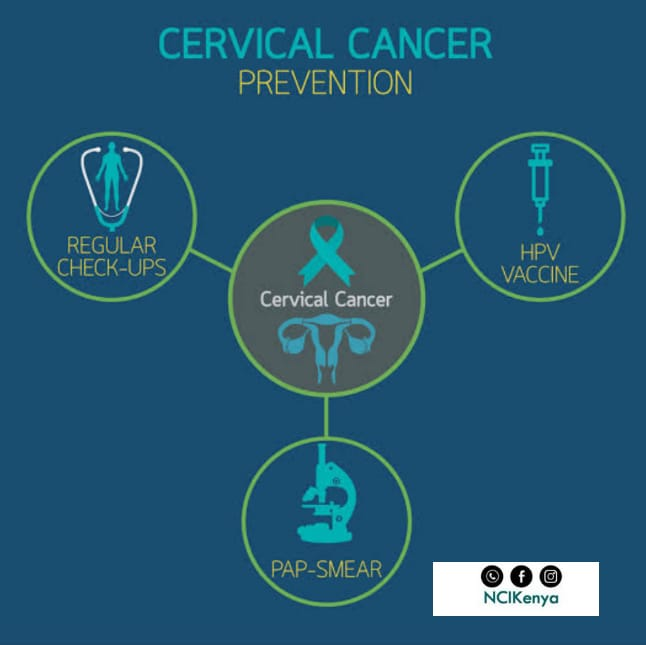 CERVICAL CANCER
PREVENTION
REGULAR
CHECK-UPS
HPV
VACCINE
Cervical Cancer
PAP-SMEAR
NCIKenya